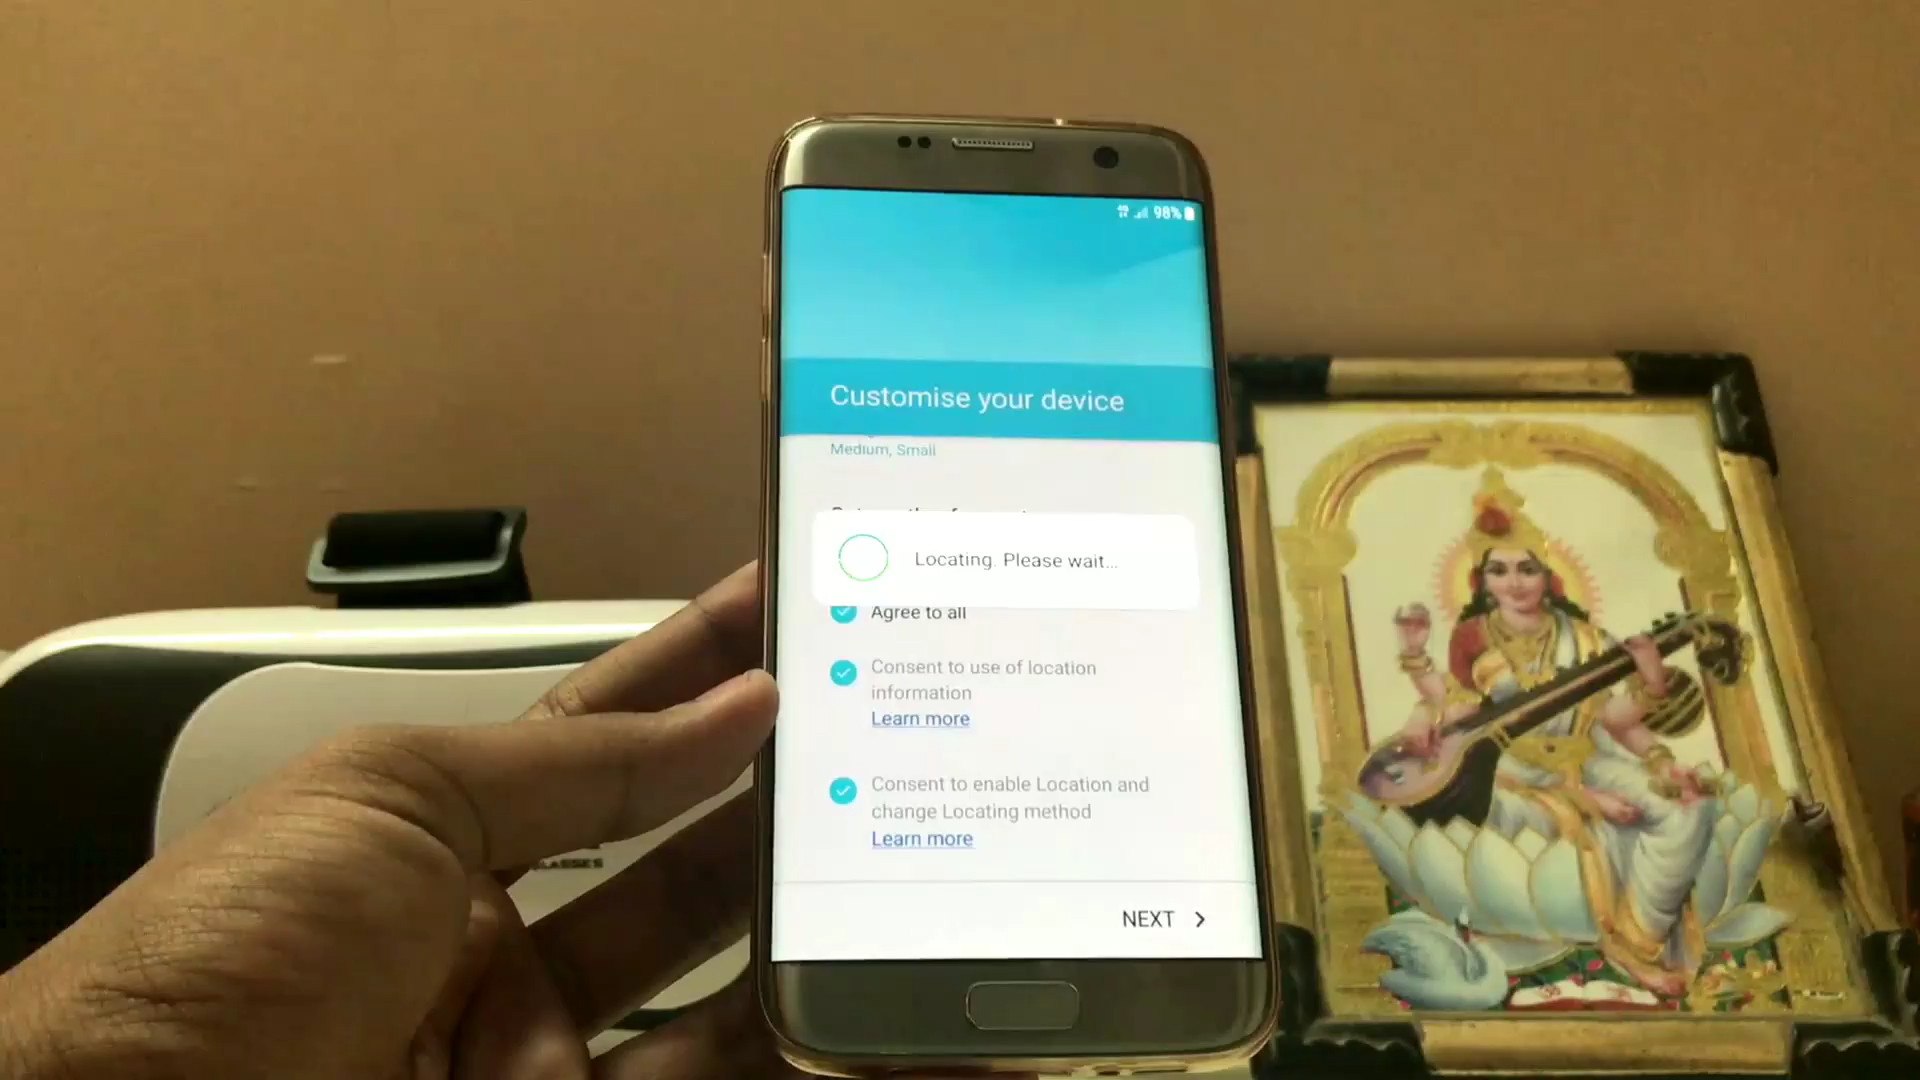 98%
Customise your device
Medium, Small
Locating. Please wait...
Agree to all
Consent to use of location
information
Learn more
Consent to enable Location and
change Locating method
Learn more
NEXT